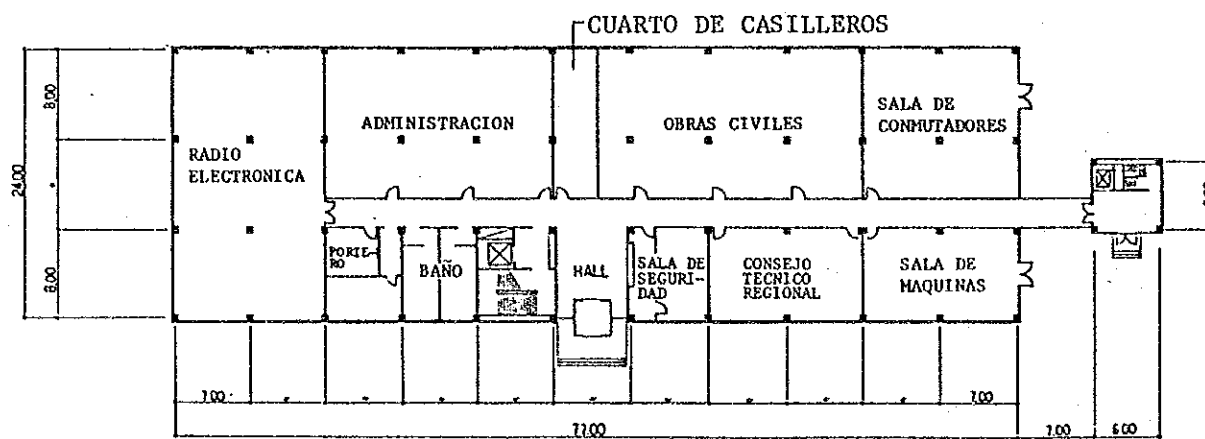 CUARTO DE CASILLEROS
ADMINISTRACION
OBRAS CIVILES
SALA DE
CONMUTADORES
RADIO
ELECTRONICA
PORTE-
RO
BAÑO
HALL
SALA DE
SEGURI-
DAD
CONSEJO
TECNICO
REGIONAL
SALA DE
MAQUINAS
8.00
24.00
8.00
7.00
7.00
77.00
7.00
6.00